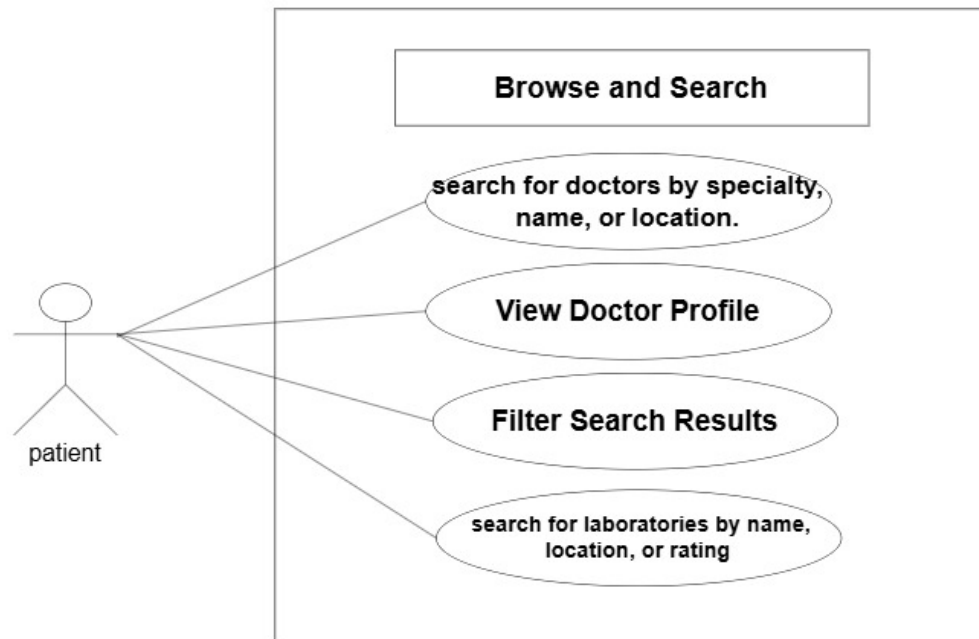 Browse and Search
search for doctors by specialty,
name, or location.
View Doctor Profile
Filter Search Results
patient
search for laboratories by name,
location, or rating